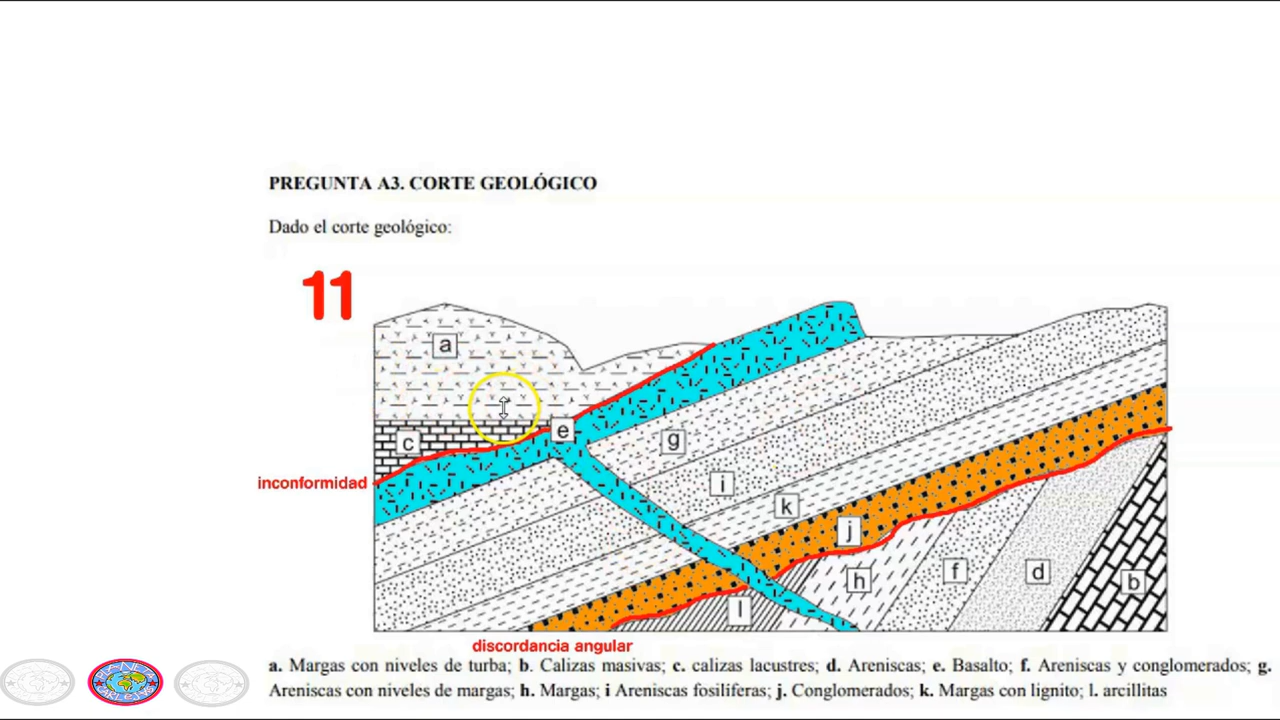 PREGUNTA A3. CORTE GEOLÓGICO
Dado el corte geológico:
11
a
c
e
g
i
k
j
h
f
d
b
l
inconformidad
discordancia angular
a. Margas con niveles de turba; b. Calizas masivas; c. calizas lacustres; d. Areniscas; e. Basalto; f. Areniscas y conglomerados; g.
Areniscas con niveles de margas; h. Margas; i Areniscas fosiliferas; j. Conglomerados; k. Margas con lignito; l. arcillitas